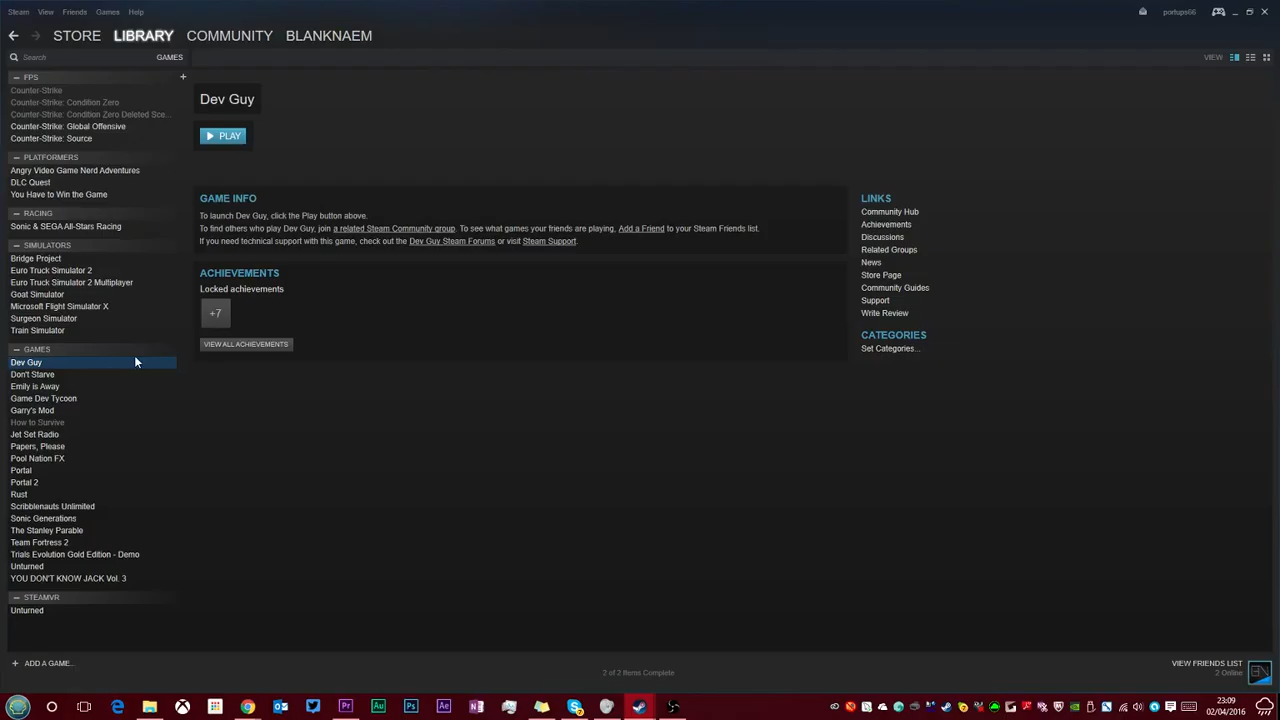 Steam View Friends Games Help portups66
STORE LIBRARY COMMUNITY BLANKNAEM
Search GAMES VIEW
FPS +
Counter-Strike
Counter-Strike: Condition Zero
Counter-Strike: Condition Zero Deleted Sce...
Counter-Strike: Global Offensive
Counter-Strike: Source
PLATFORMERS
Angry Video Game Nerd Adventures
DLC Quest
You Have to Win the Game
RACING
Sonic & SEGA All-Stars Racing
SIMULATORS
Bridge Project
Euro Truck Simulator 2
Euro Truck Simulator 2 Multiplayer
Goat Simulator
Microsoft Flight Simulator X
Surgeon Simulator
Train Simulator
GAMES
Dev Guy
Don't Starve
Emily is Away
Game Dev Tycoon
Garry's Mod
How to Survive
Jet Set Radio
Papers, Please
Pool Nation FX
Portal
Portal 2
Rust
Scribblenauts Unlimited
Sonic Generations
The Stanley Parable
Team Fortress 2
Trials Evolution Gold Edition - Demo
Unturned
YOU DON'T KNOW JACK Vol. 3
STEAMVR
Unturned
+ ADD A GAME...
Dev Guy
PLAY
GAME INFO
To launch Dev Guy, click the Play button above.
To find others who play Dev Guy, join a related Steam Community group. To see what games your friends are playing, Add a Friend to your Steam Friends list.
If you need technical support with this game, check out the Dev Guy Steam Forums or visit Steam Support.
ACHIEVEMENTS
Locked achievements
+7
VIEW ALL ACHIEVEMENTS
LINKS
Community Hub
Achievements
Discussions
Related Groups
News
Store Page
Community Guides
Support
Write Review
CATEGORIES
Set Categories...
2 of 2 Items Complete
VIEW FRIENDS LIST
2 Online
Pr Au Ps Ae
23:09
02/04/2016